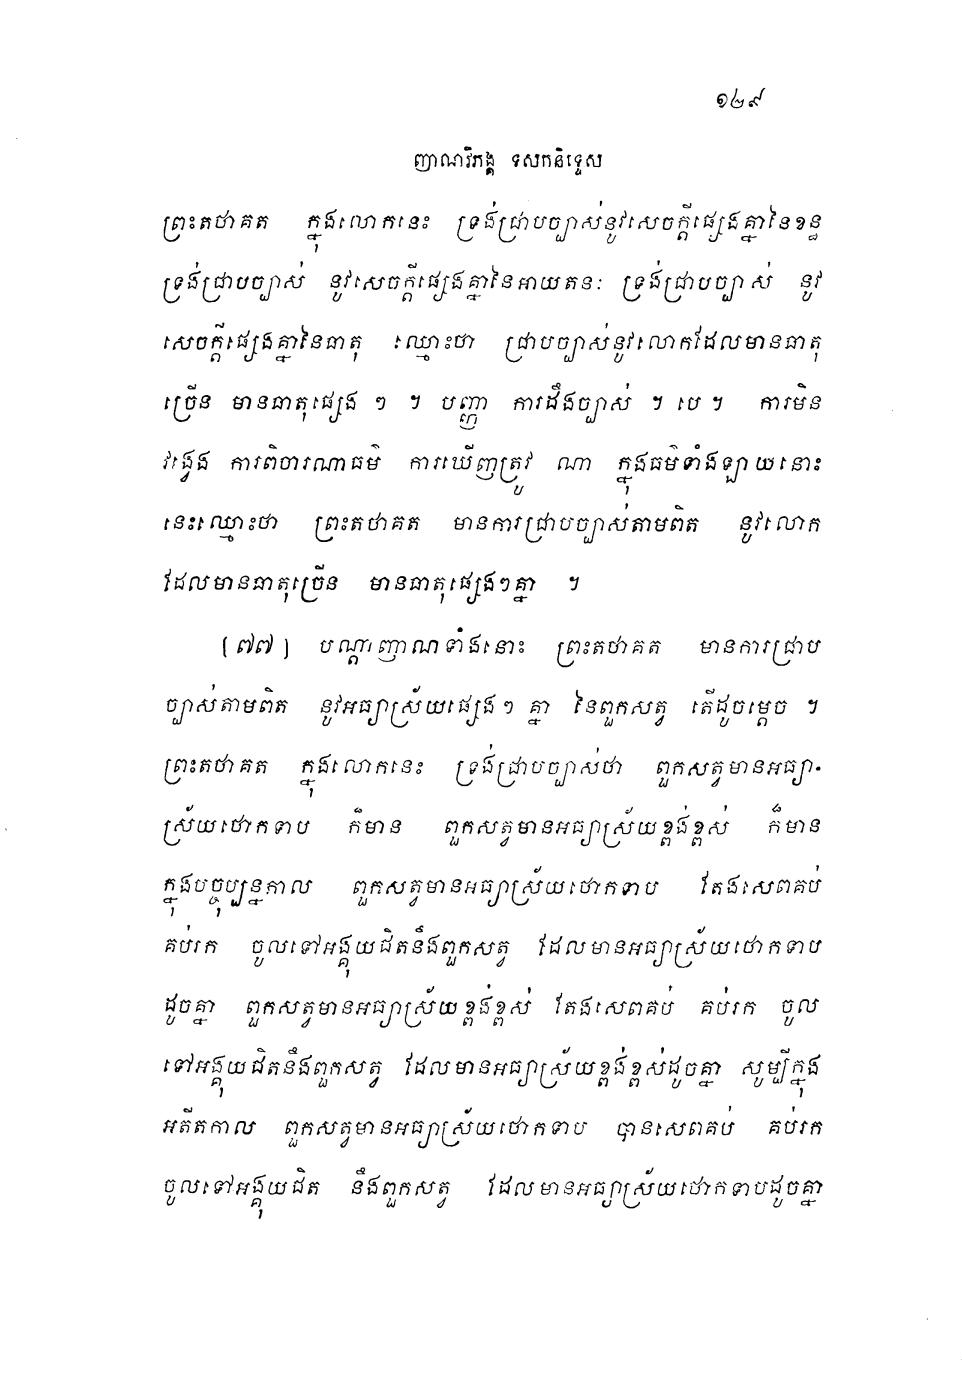 ១២៩
ញាណវិភង្គ ទសកនិទ្ទេស
ព្រះតថាគត ក្នុងលោកនេះ ទ្រង់ជ្រាបច្បាស់នូវសេចក្តីផ្សេងគ្នានៃខន្ធ
ទ្រង់ជ្រាបច្បាស់ នូវសេចក្តីផ្សេងគ្នានៃអាយតនៈ ទ្រង់ជ្រាបច្បាស់ នូវ
សេចក្តីផ្សេងគ្នានៃធាតុ ឈ្មោះថា ជ្រាបច្បាស់នូវលោកដែលមានធាតុ
ច្រើន មានធាតុផ្សេង ៗ ។ បញ្ញា ការដឹងច្បាស់ ។ បេ ។ ការមិន
វង្វេង ការពិចារណាធម៌ ការឃើញត្រូវ ណា ក្នុងធម៌ទាំងឡាយនោះ
នេះឈ្មោះថា ព្រះតថាគត មានការជ្រាបច្បាស់តាមពិត នូវលោក
ដែលមានធាតុច្រើន មានធាតុផ្សេងៗគ្នា ។
[៧៧] បណ្តាញាណទាំងនោះ ព្រះតថាគត មានការជ្រាប
ច្បាស់តាមពិត នូវអធ្យាស្រ័យផ្សេងៗ គ្នា នៃពួកសត្វ តើដូចម្តេច ។
ព្រះតថាគត ក្នុងលោកនេះ ទ្រង់ជ្រាបច្បាស់ថា ពួកសត្វមានអធ្យា-
ស្រ័យថោកទាប ក៏មាន ពួកសត្វមានអធ្យាស្រ័យខ្ពង់ខ្ពស់ ក៏មាន
ក្នុងបច្ចុប្បន្នកាល ពួកសត្វមានអធ្យាស្រ័យថោកទាប តែងសេពគប់
គប់រក ចូលទៅអង្គុយជិតនឹងពួកសត្វ ដែលមានអធ្យាស្រ័យថោកទាប
ដូចគ្នា ពួកសត្វមានអធ្យាស្រ័យខ្ពង់ខ្ពស់ តែងសេពគប់ គប់រក ចូល
ទៅអង្គុយជិតនឹងពួកសត្វ ដែលមានអធ្យាស្រ័យខ្ពង់ខ្ពស់ដូចគ្នា សូម្បីក្នុង
អតីតកាល ពួកសត្វមានអធ្យាស្រ័យថោកទាប បានសេពគប់ គប់រក
ចូលទៅអង្គុយជិត នឹងពួកសត្វ ដែលមានអធ្យាស្រ័យថោកទាបដូចគ្នា